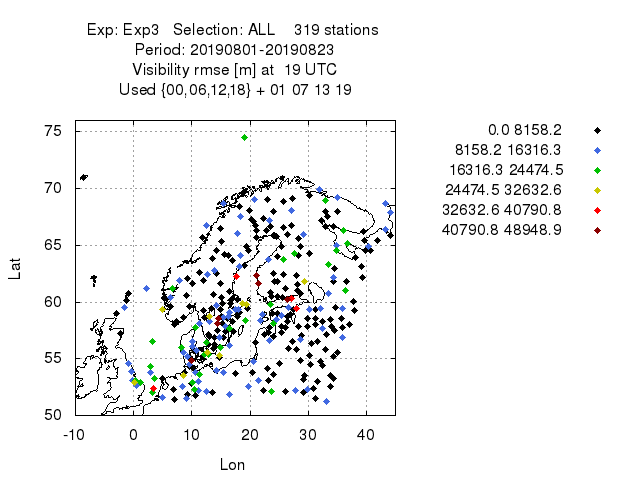 Exp: Exp3 Selection: ALL 319 stations
Period: 20190801-20190823
Visibility rmse [m] at 19 UTC
Used {00,06,12,18} + 01 07 13 19
0.0 8158.2
8158.2 16316.3
16316.3 24474.5
24474.5 32632.6
32632.6 40790.8
40790.8 48948.9
75
70
65
60
55
50
Lat
-10 0 10 20 30 40
Lon